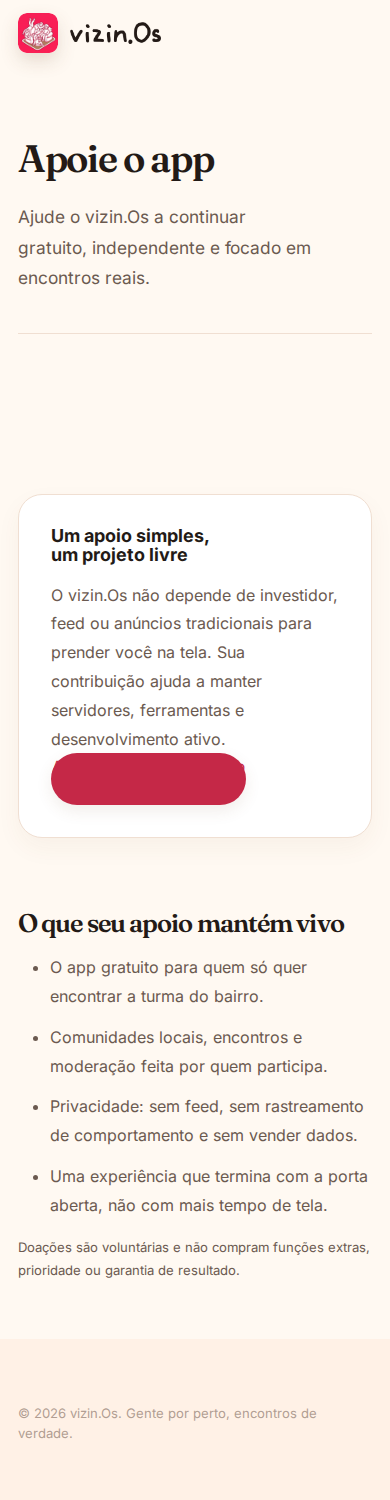 vizin.Os
Apoie o app
Ajude o vizin.Os a continuar
gratuito, independente e focado em
encontros reais.
Um apoio simples,
um projeto livre
O vizin.Os não depende de investidor,
feed ou anúncios tradicionais para
prender você na tela. Sua
contribuição ajuda a manter
servidores, ferramentas e
desenvolvimento ativo.
O que seu apoio mantém vivo
• O app gratuito para quem só quer
encontrar a turma do bairro.
• Comunidades locais, encontros e
moderação feita por quem participa.
• Privacidade: sem feed, sem rastreamento
de comportamento e sem vender dados.
• Uma experiência que termina com a porta
aberta, não com mais tempo de tela.
Doações são voluntárias e não compram funções extras,
prioridade ou garantia de resultado.
© 2026 vizin.Os. Gente por perto, encontros de
verdade.